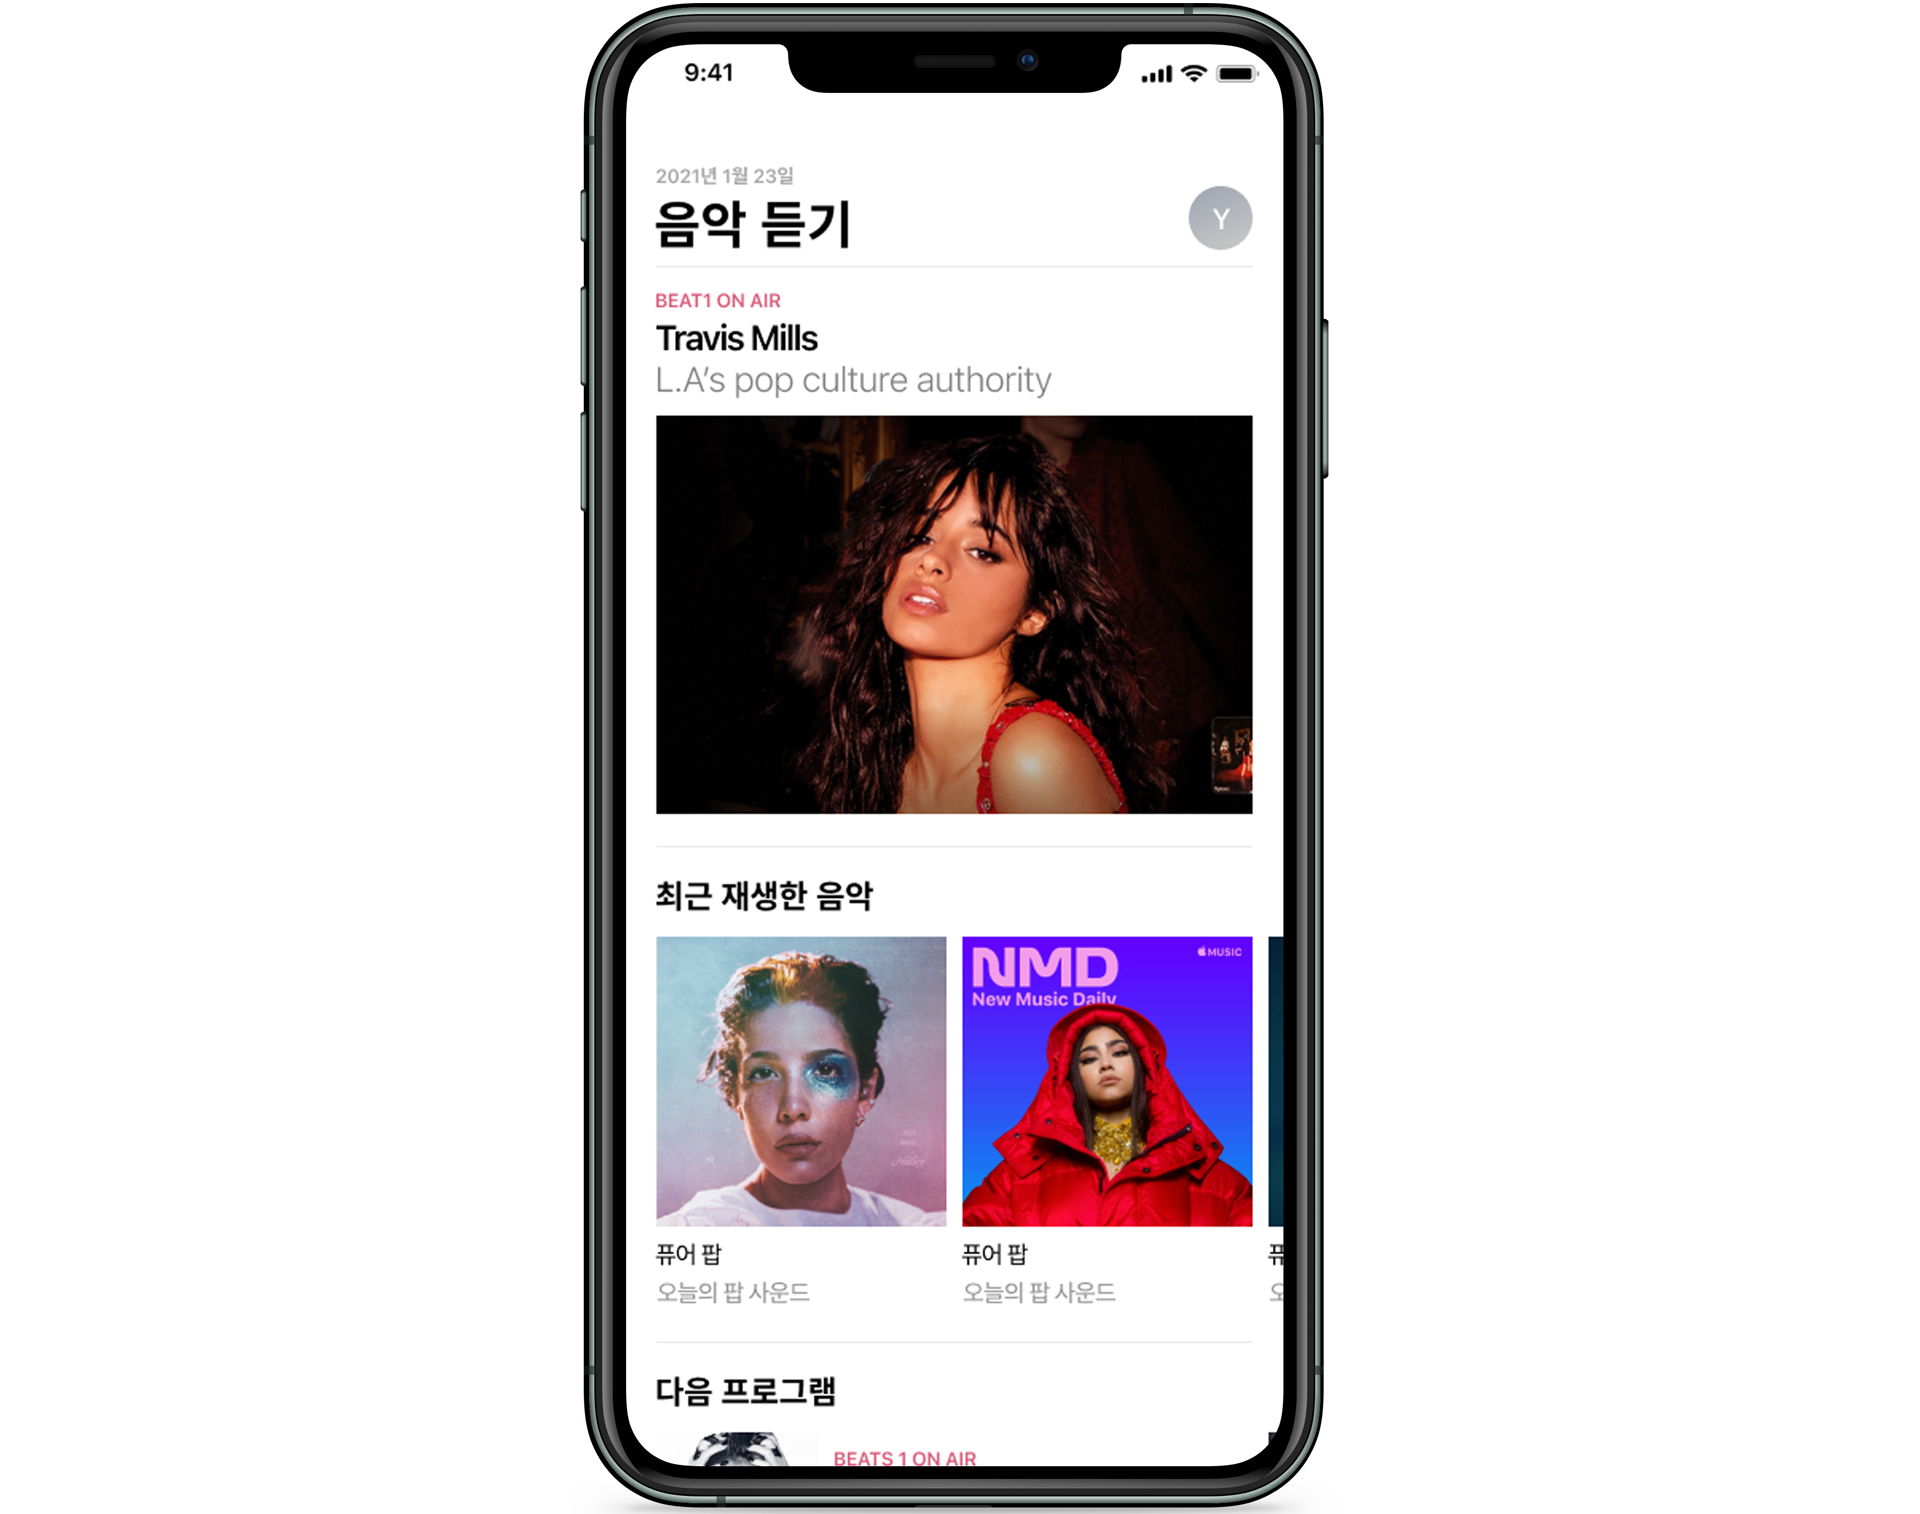 9:41
2021년 1월 23일
음악 듣기
Y
BEAT1 ON AIR
Travis Mills
L.A’s pop culture authority
최근 재생한 음악
NMD
MUSIC
New Music Daily
Halsey
퓨어 팝
오늘의 팝 사운드
퓨어 팝
오늘의 팝 사운드
다음 프로그램
BEATS 1 ON AIR